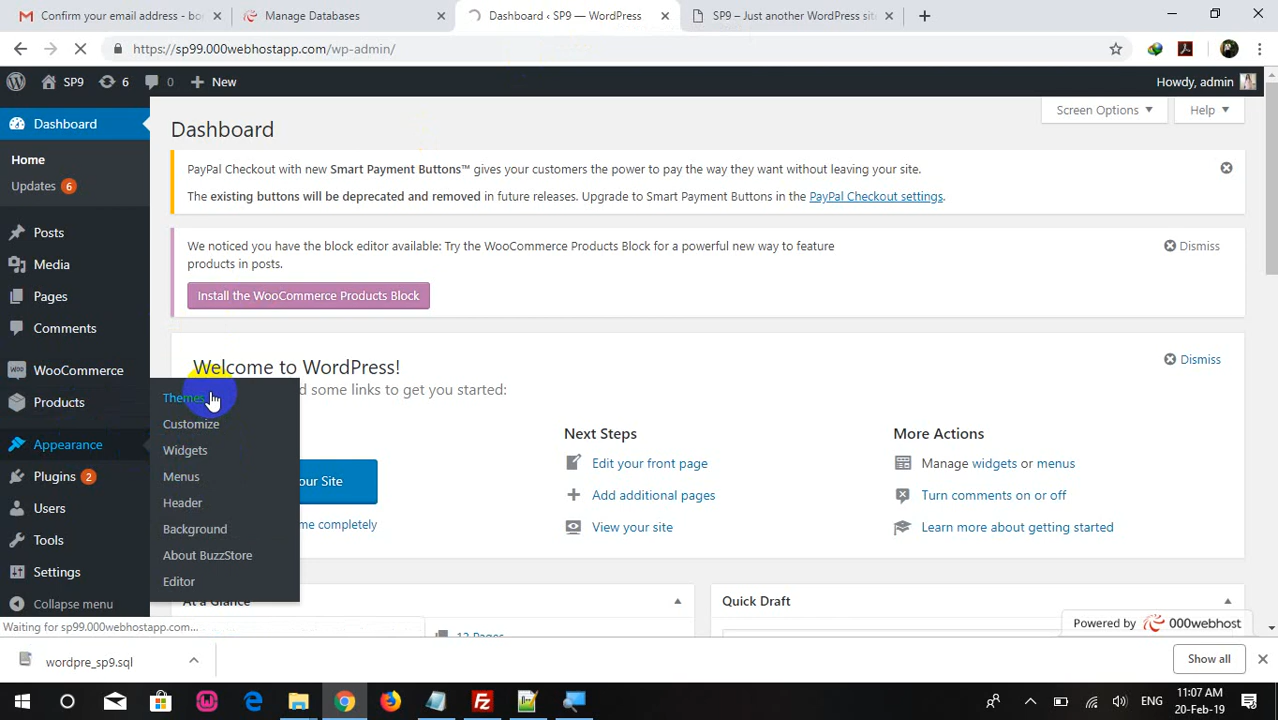 Confirm your email address - bor
Manage Databases
Dashboard ‹ SP9 — WordPress
SP9 – Just another WordPress site
https://sp99.000webhostapp.com/wp-admin/
SP9
6
0
New
Howdy, admin
Dashboard
Home
Updates 6
Posts
Media
Pages
Comments
WooCommerce
Products
Appearance
Plugins 2
Users
Tools
Settings
Collapse menu
Themes
Customize
Widgets
Menus
Header
Background
About BuzzStore
Editor
Screen Options
Help
Dashboard
PayPal Checkout with new Smart Payment Buttons™ gives your customers the power to pay the way they want without leaving your site.
The existing buttons will be deprecated and removed in future releases. Upgrade to Smart Payment Buttons in the PayPal Checkout settings.
We noticed you have the block editor available: Try the WooCommerce Products Block for a powerful new way to feature
products in posts.
Dismiss
Install the WooCommerce Products Block
Welcome to WordPress!
Dismiss
d some links to get you started:
our Site
me completely
Next Steps
Edit your front page
Add additional pages
View your site
More Actions
Manage widgets or menus
Turn comments on or off
Learn more about getting started
At a Glance
Quick Draft
Powered by 000webhost
Waiting for sp99.000webhostapp.com...
wordpre_sp9.sql
Show all
ENG
11:07 AM
20-Feb-19